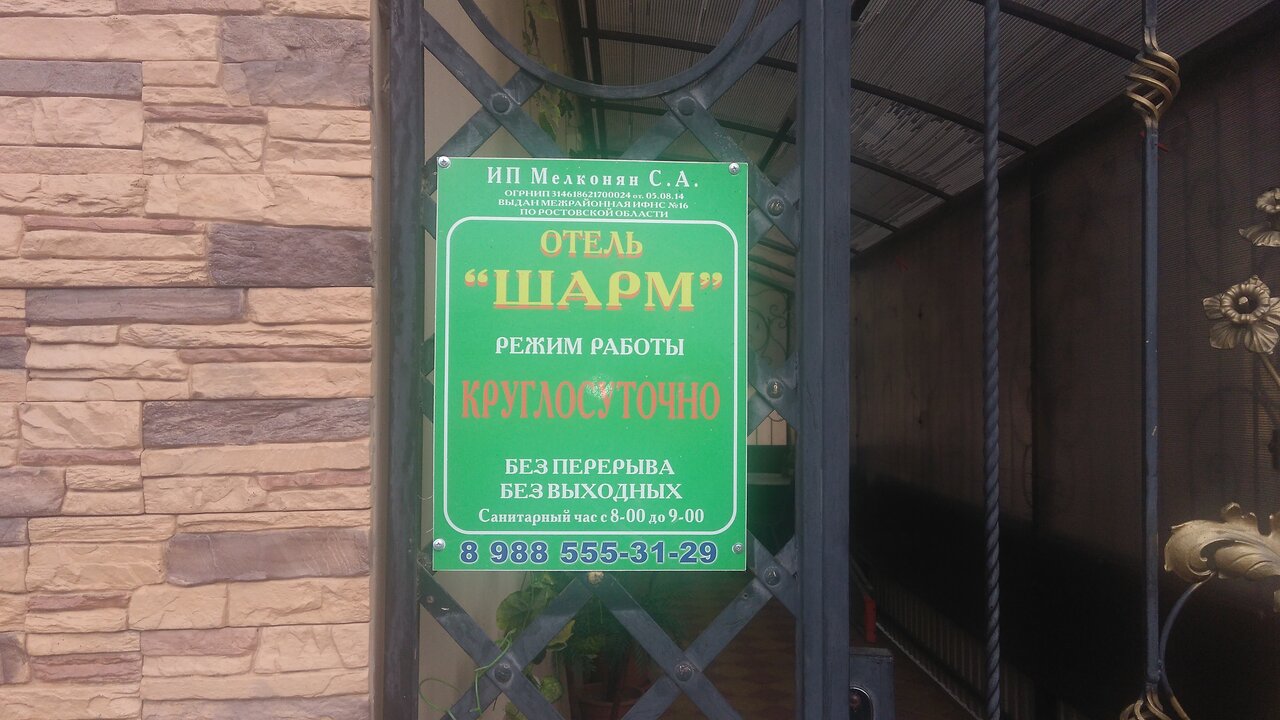 ИП Мелконян С.А.
ОГРНИП 314618621700024 от. 05.08.14
ВЫДАН МЕЖРАЙОННАЯ ИФНС №16
ПО РОСТОВСКОЙ ОБЛАСТИ
ОТЕЛЬ
“ШАРМ”
РЕЖИМ РАБОТЫ
КРУГЛОСУТОЧНО
БЕЗ ПЕРЕРЫВА
БЕЗ ВЫХОДНЫХ
Санитарный час с 8-00 до 9-00
8 988 555-31-29